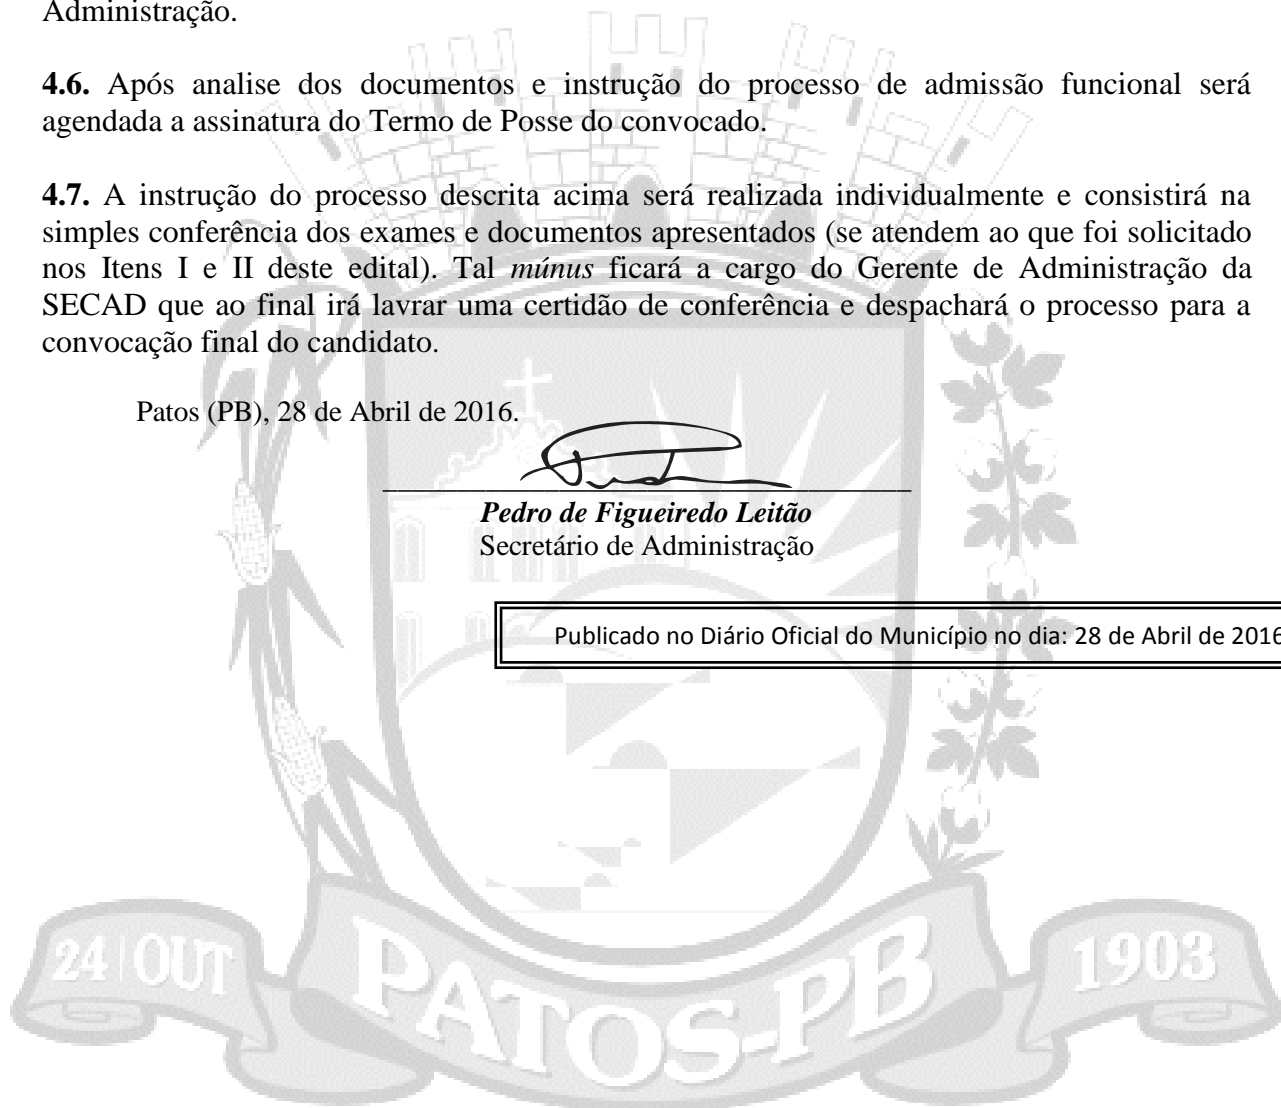 Administração.
4.6. Após analise dos documentos e instrução do processo de admissão funcional será
agendada a assinatura do Termo de Posse do convocado.
4.7. A instrução do processo descrita acima será realizada individualmente e consistirá na
simples conferência dos exames e documentos apresentados (se atendem ao que foi solicitado
nos Itens I e II deste edital). Tal múnus ficará a cargo do Gerente de Administração da
SECAD que ao final irá lavrar uma certidão de conferência e despachará o processo para a
convocação final do candidato.
Patos (PB), 28 de Abril de 2016.
Pedro de Figueiredo Leitão
Secretário de Administração
Publicado no Diário Oficial do Município no dia: 28 de Abril de 2016
24 | OUT
PATOS-PB
1903